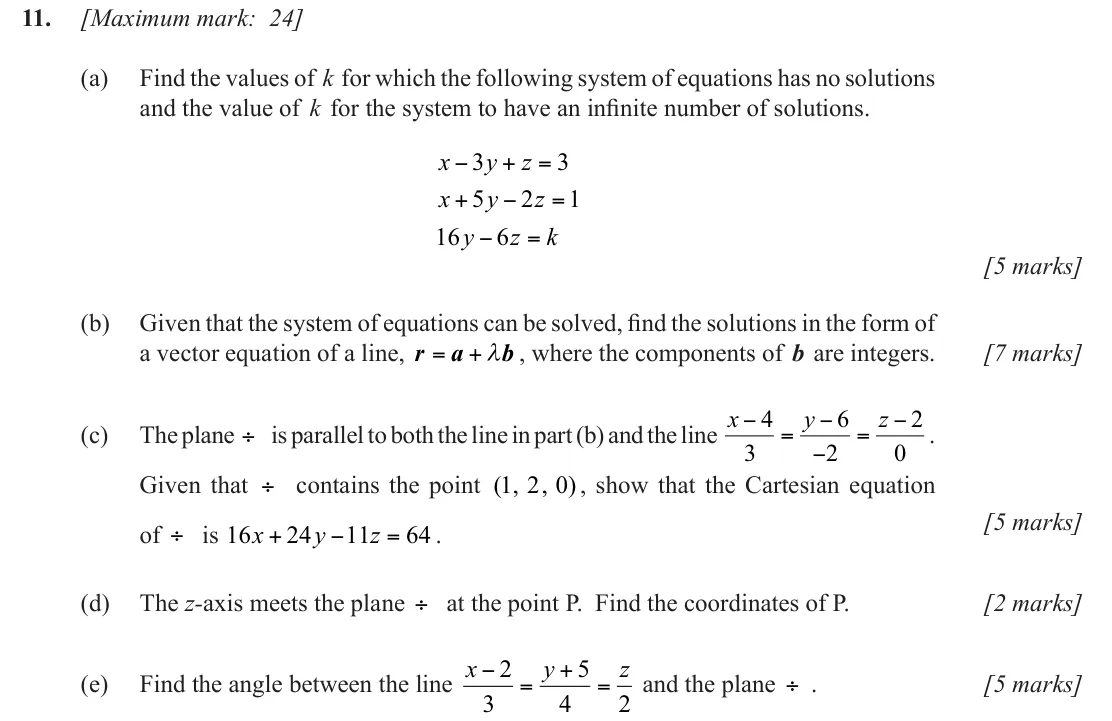 11. [Maximum mark: 24]
(a) Find the values of k for which the following system of equations has no solutions
and the value of k for the system to have an infinite number of solutions.
x − 3y + z = 3
x + 5y − 2z = 1
16y − 6z = k
[5 marks]
(b) Given that the system of equations can be solved, find the solutions in the form of
a vector equation of a line, r = a + λb, where the components of b are integers. [7 marks]
(c) The plane ÷ is parallel to both the line in part (b) and the line (x − 4)/3 = (y − 6)/−2 = (z − 2)/0.
Given that ÷ contains the point (1, 2, 0), show that the Cartesian equation
of ÷ is 16x + 24y − 11z = 64. [5 marks]
(d) The z-axis meets the plane ÷ at the point P. Find the coordinates of P. [2 marks]
(e) Find the angle between the line (x − 2)/3 = (y + 5)/4 = z/2 and the plane ÷ . [5 marks]